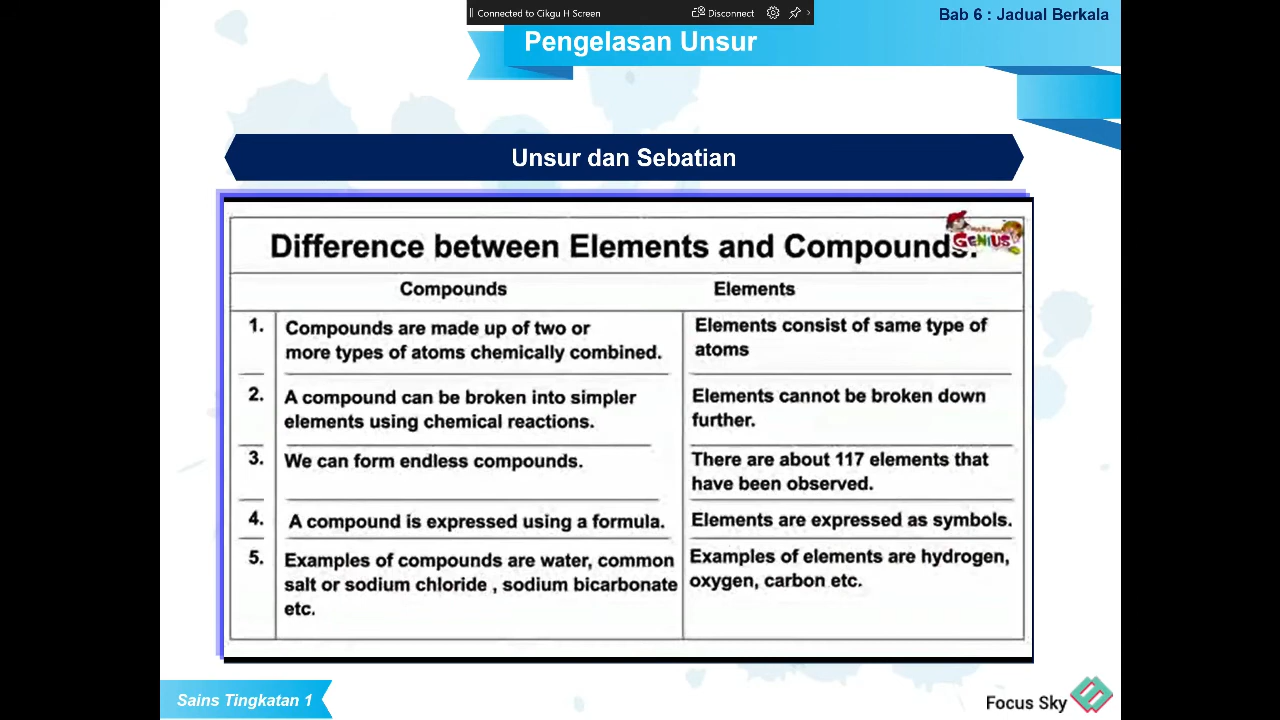 Connected to Cikgu H Screen
Disconnect
Bab 6 : Jadual Berkala
Pengelasan Unsur
Unsur dan Sebatian
Difference between Elements and Compounds.
GENIUS
Compounds
Elements
1.
Compounds are made up of two or
more types of atoms chemically combined.
Elements consist of same type of
atoms
2.
A compound can be broken into simpler
elements using chemical reactions.
Elements cannot be broken down
further.
3.
We can form endless compounds.
There are about 117 elements that
have been observed.
4.
A compound is expressed using a formula.
Elements are expressed as symbols.
5.
Examples of compounds are water, common
salt or sodium chloride , sodium bicarbonate
etc.
Examples of elements are hydrogen,
oxygen, carbon etc.
Sains Tingkatan 1
Focus Sky